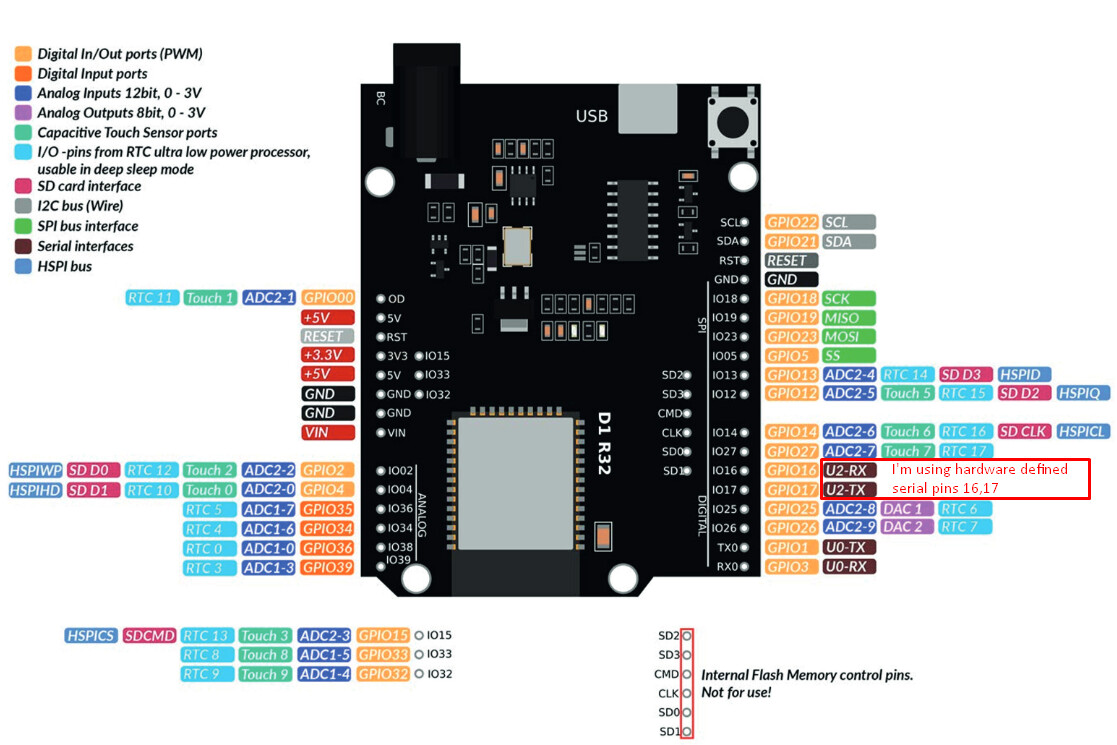 Digital In/Out ports (PWM)
Digital Input ports
Analog Inputs 12bit, 0 - 3V
Analog Outputs 8bit, 0 - 3V
Capacitive Touch Sensor ports
I/O -pins from RTC ultra low power processor,
usable in deep sleep mode
SD card interface
I2C bus (Wire)
SPI bus interface
Serial interfaces
HSPI bus
BC
USB
D1 R32
RTC 11 Touch 1 ADC2-1 GPIO00 OD
+5V 5V
RESET RST
+3.3V 3V3 IO15
+5V 5V IO33
GND GND IO32
GND GND
VIN VIN
HSPIWP SD D0 RTC 12 Touch 2 ADC2-2 GPIO2 IO02
HSPIHD SD D1 RTC 10 Touch 0 ADC2-0 GPIO4 IO04
RTC 5 ADC1-7 GPIO35 IO36
RTC 4 ADC1-6 GPIO34 IO34
RTC 0 ADC1-0 GPIO36 IO38
RTC 3 ADC1-3 GPIO39 IO39
ANALOG
SCL GPIO22 SCL
SDA GPIO21 SDA
RST RESET
GND GND
IO18 GPIO18 SCK
IO19 GPIO19 MISO
IO23 GPIO23 MOSI
IO05 GPIO5 SS
SPI
SD2 IO13 GPIO13 ADC2-4 RTC 14 SD D3 HSPID
SD3 IO12 GPIO12 ADC2-5 Touch 5 RTC 15 SD D2 HSPIQ
CMD
CLK IO14 GPIO14 ADC2-6 Touch 6 RTC 16 SD CLK HSPICL
SD0 IO27 GPIO27 ADC2-7 Touch 7 RTC 17
SD1 IO16 GPIO16 U2-RX I'm using hardware defined
IO17 GPIO17 U2-TX serial pins 16,17
IO25 GPIO25 ADC2-8 DAC 1 RTC 6
IO26 GPIO26 ADC2-9 DAC 2 RTC 7
TX0 GPIO1 U0-TX
RX0 GPIO3 U0-RX
DIGITAL
HSPICS SDCMD RTC 13 Touch 3 ADC2-3 GPIO15 IO15
RTC 8 Touch 8 ADC1-5 GPIO33 IO33
RTC 9 Touch 9 ADC1-4 GPIO32 IO32
SD2
SD3
CMD Internal Flash Memory control pins.
CLK Not for use!
SD0
SD1